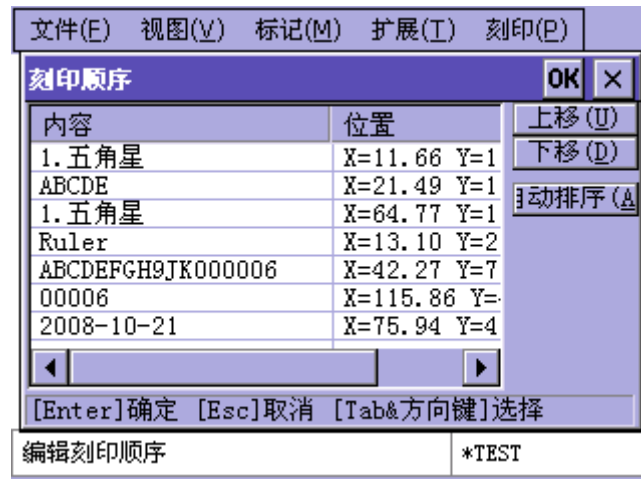 文件(F) 视图(V) 标记(M) 扩展(T) 刻印(P)
刻印顺序 OK ×
内容 位置 上移(U)
1.五角星 X=11.66 Y=1 下移(D)
ABCDE X=21.49 Y=1 自动排序(A
1.五角星 X=64.77 Y=1
Ruler X=13.10 Y=2
ABCDEFGH9JK000006 X=42.27 Y=7
00006 X=115.86 Y=
2008-10-21 X=75.94 Y=4
[Enter]确定 [Esc]取消 [Tab&方向键]选择
编辑刻印顺序 *TEST